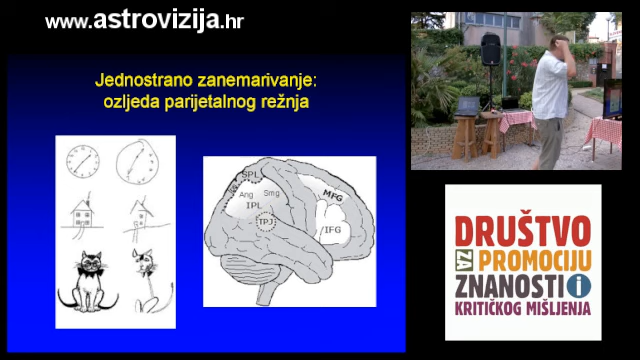 www.astrovizija.hr
Jednostrano zanemarivanje:
ozljeda parijetalnog režnja
SPL
Ang
Smg
IPL
TPJ
MFG
IFG
DRUŠTVO
ZA PROMOCIJU
ZNANOSTI i
KRITIČKOG MIŠLJENJA